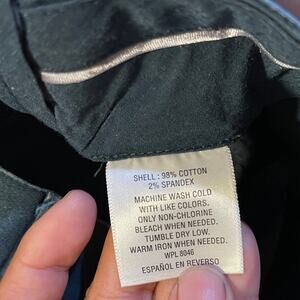 SHELL: 98% COTTON
2% SPANDEX
MACHINE WASH COLD
WITH LIKE COLORS.
ONLY NON-CHLORINE
BLEACH WHEN NEEDED.
TUMBLE DRY LOW.
WARM IRON WHEN NEEDED.
WPL 8046
ESPAÑOL EN REVERSO